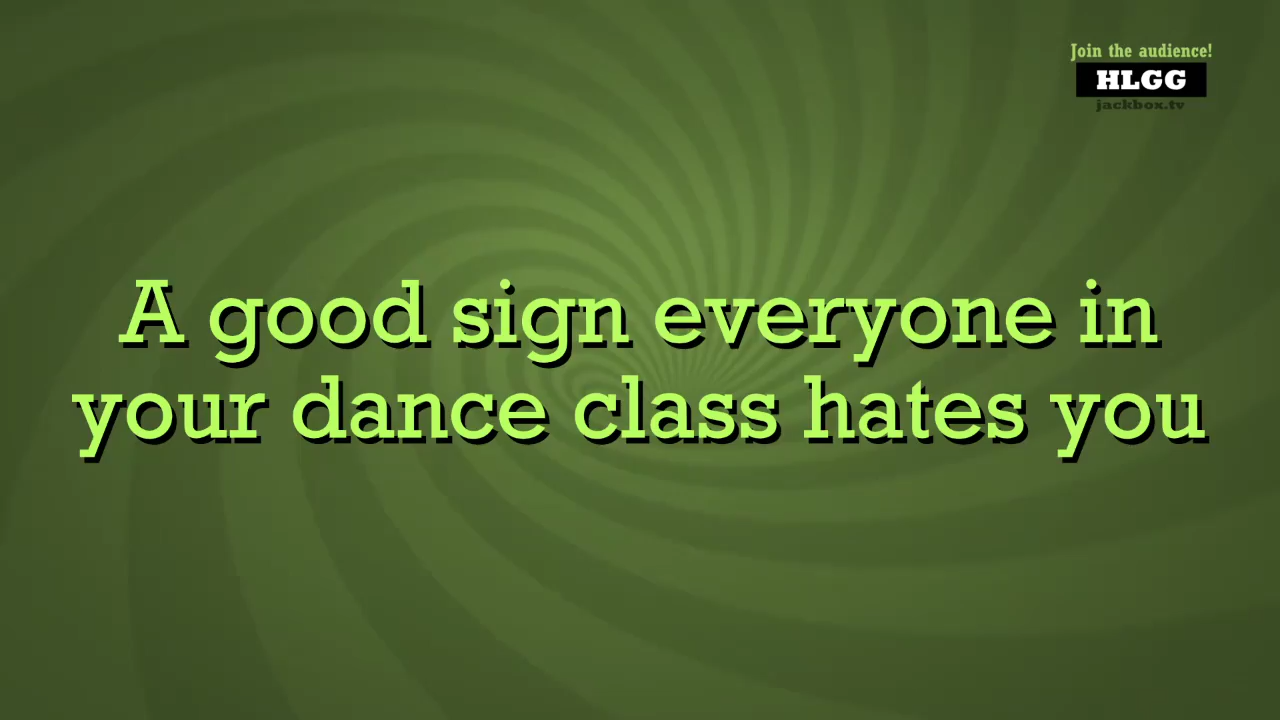 Join the audience!
HLGG
jackbox.tv
A good sign everyone in
your dance class hates you